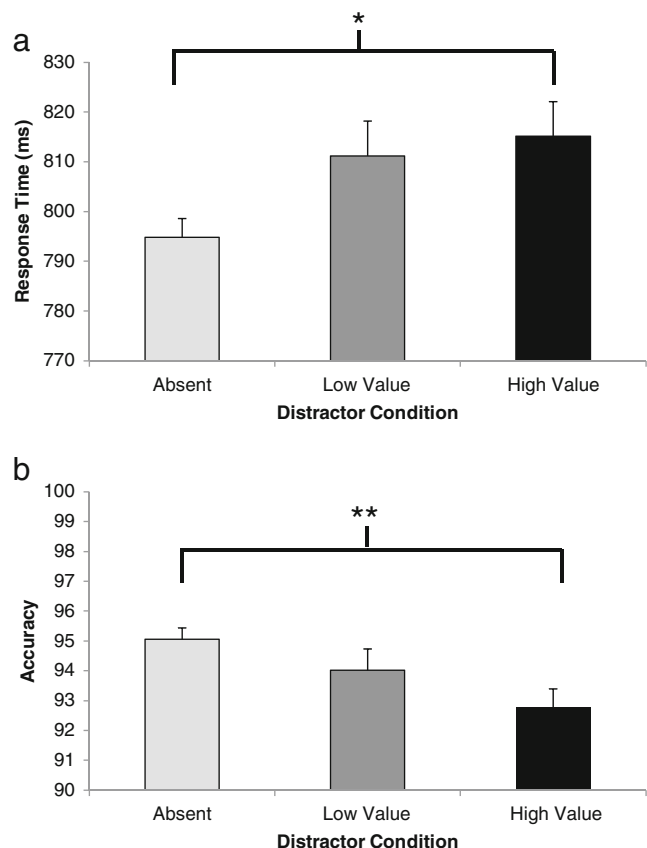 a
*
830
820
810
800
790
780
770
Response Time (ms)
Absent Low Value High Value
Distractor Condition
b
**
100
99
98
97
96
95
94
93
92
91
90
Accuracy
Absent Low Value High Value
Distractor Condition